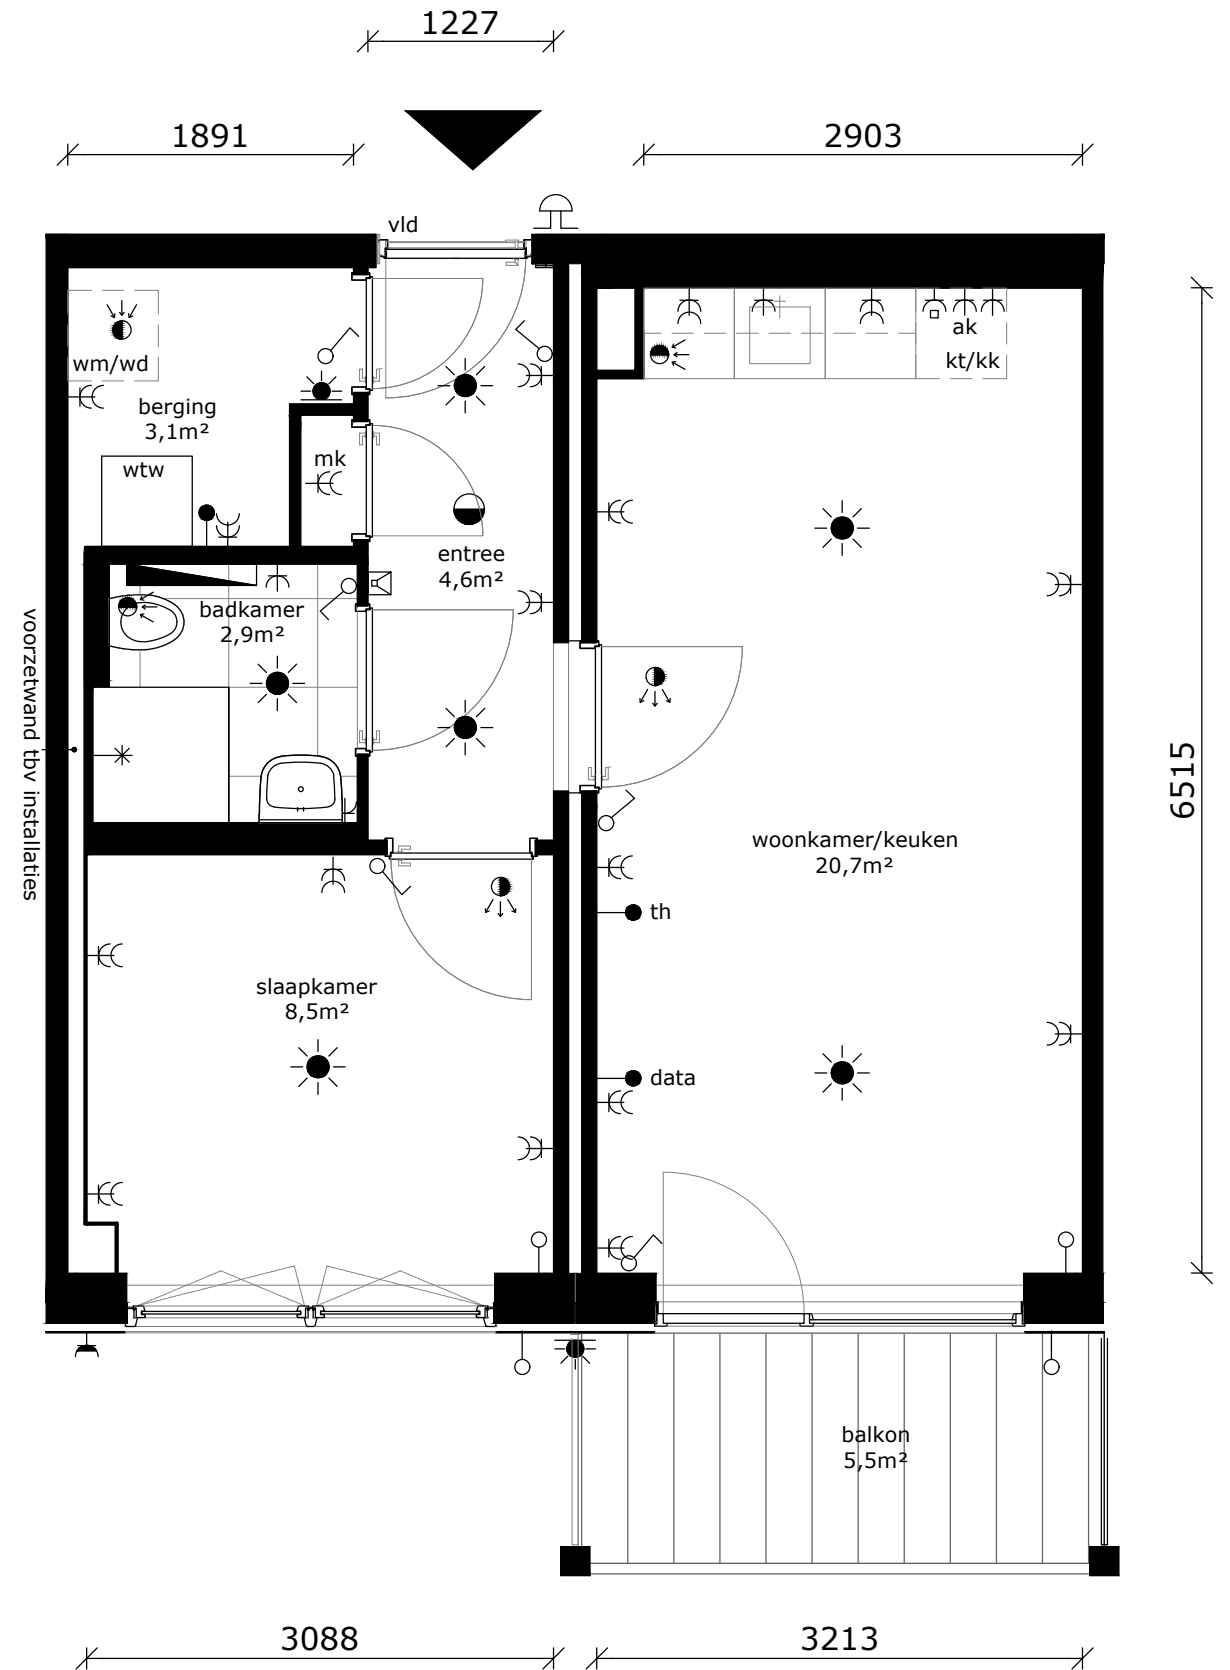 1227
1891
2903
vld
wm/wd
ak
kt/kk
berging
3,1m²
mk
wtw
entree
4,6m²
badkamer
2,9m²
voorzetwand tbv installaties
6515
woonkamer/keuken
20,7m²
th
slaapkamer
8,5m²
data
balkon
5,5m²
3088
3213